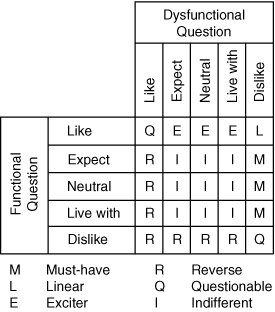 Dysfunctional
Question
Like
Expect
Neutral
Live with
Dislike
Functional
Question
Like Q E E E L
Expect R I I I M
Neutral R I I I M
Live with R I I I M
Dislike R R R R Q
M Must-have R Reverse
L Linear Q Questionable
E Exciter I Indifferent